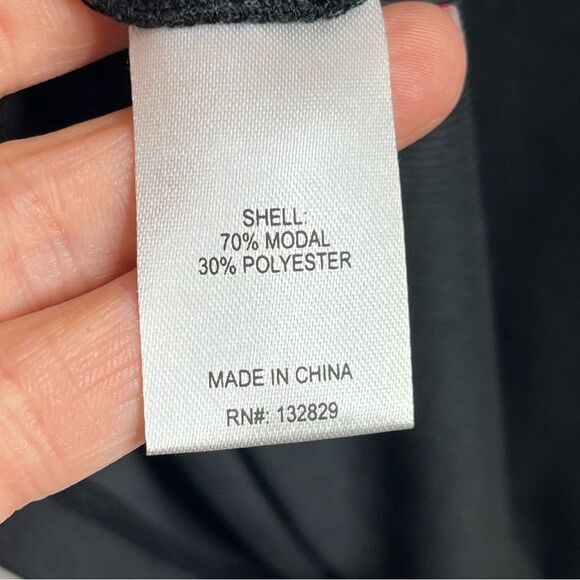 SHELL:
70% MODAL
30% POLYESTER
MADE IN CHINA
RN#: 132829